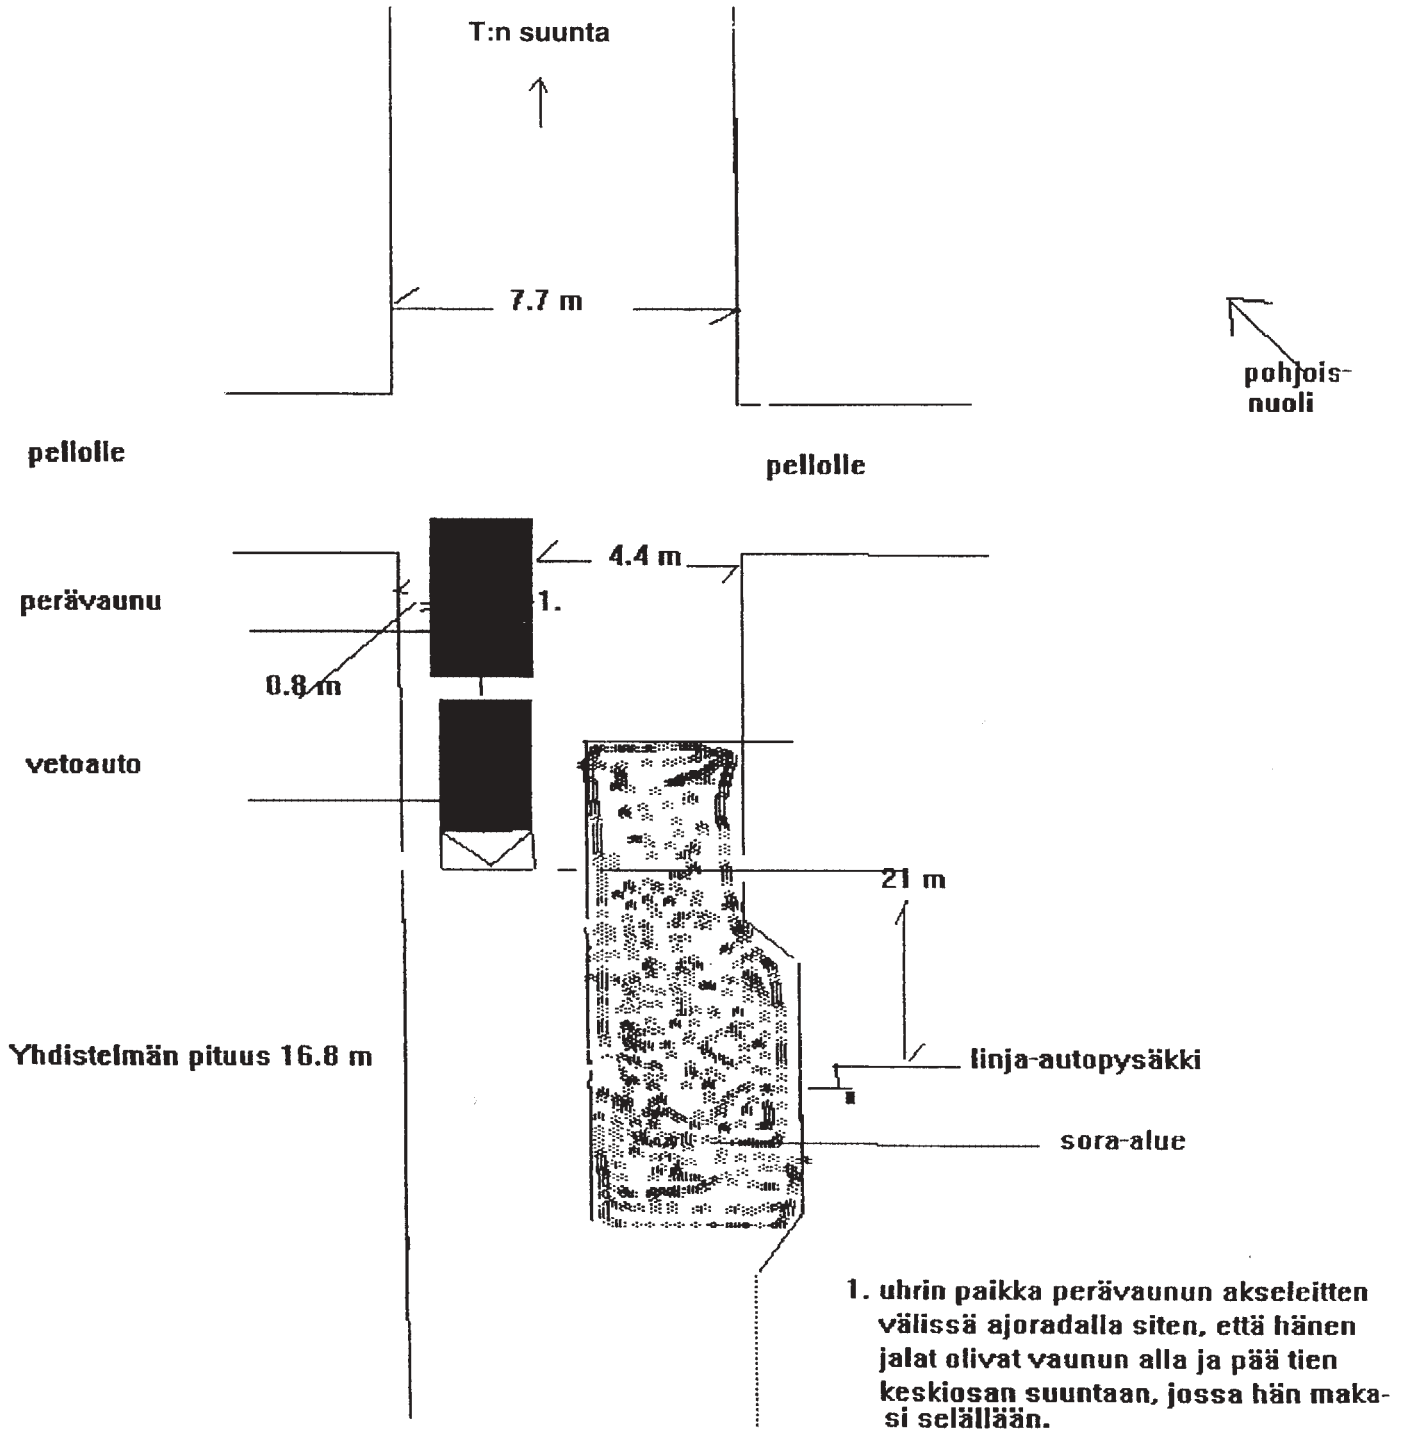 T:n suunta
7.7 m
pohjois-
nuoli
pellolle
pellolle
4.4 m
perävaunu
1.
0.8 m
vetoauto
21 m
Yhdistelmän pituus 16.8 m
linja-autopysäkki
sora-alue
1. uhrin paikka perävaunun akseleitten
välissä ajoradalla siten, että hänen
jalat olivat vaunun alla ja pää tien
keskiosan suuntaan, jossa hän maka-
si selällään.